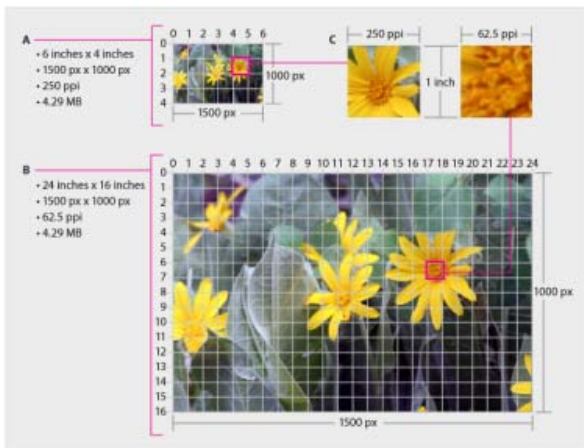 A
• 6 inches x 4 inches
• 1500 px x 1000 px
• 250 ppi
• 4.29 MB
0 1 2 3 4 5 6
0
1
2
3
4
1000 px
1500 px
C
250 ppi
62.5 ppi
1 inch
B
• 24 inches x 16 inches
• 1500 px x 1000 px
• 62.5 ppi
• 4.29 MB
0 1 2 3 4 5 6 7 8 9 10 11 12 13 14 15 16 17 18 19 20 21 22 23 24
0
1
2
3
4
5
6
7
8
9
10
11
12
13
14
15
16
1000 px
1500 px